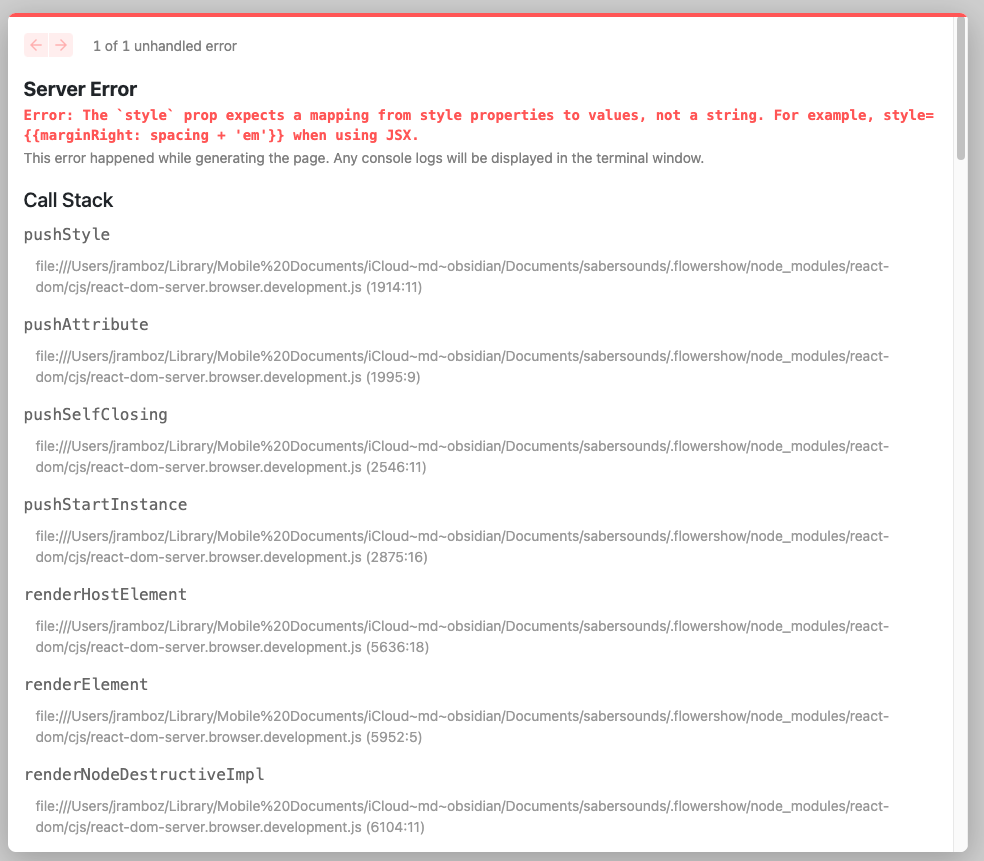 1 of 1 unhandled error
Server Error
Error: The `style` prop expects a mapping from style properties to values, not a string. For example, style=
{{marginRight: spacing + 'em'}} when using JSX.
This error happened while generating the page. Any console logs will be displayed in the terminal window.
Call Stack
pushStyle
file:///Users/jramboz/Library/Mobile%20Documents/iCloud~md~obsidian/Documents/sabersounds/.flowershow/node_modules/react-
dom/cjs/react-dom-server.browser.development.js (1914:11)
pushAttribute
file:///Users/jramboz/Library/Mobile%20Documents/iCloud~md~obsidian/Documents/sabersounds/.flowershow/node_modules/react-
dom/cjs/react-dom-server.browser.development.js (1995:9)
pushSelfClosing
file:///Users/jramboz/Library/Mobile%20Documents/iCloud~md~obsidian/Documents/sabersounds/.flowershow/node_modules/react-
dom/cjs/react-dom-server.browser.development.js (2546:11)
pushStartInstance
file:///Users/jramboz/Library/Mobile%20Documents/iCloud~md~obsidian/Documents/sabersounds/.flowershow/node_modules/react-
dom/cjs/react-dom-server.browser.development.js (2875:16)
renderHostElement
file:///Users/jramboz/Library/Mobile%20Documents/iCloud~md~obsidian/Documents/sabersounds/.flowershow/node_modules/react-
dom/cjs/react-dom-server.browser.development.js (5636:18)
renderElement
file:///Users/jramboz/Library/Mobile%20Documents/iCloud~md~obsidian/Documents/sabersounds/.flowershow/node_modules/react-
dom/cjs/react-dom-server.browser.development.js (5952:5)
renderNodeDestructiveImpl
file:///Users/jramboz/Library/Mobile%20Documents/iCloud~md~obsidian/Documents/sabersounds/.flowershow/node_modules/react-
dom/cjs/react-dom-server.browser.development.js (6104:11)